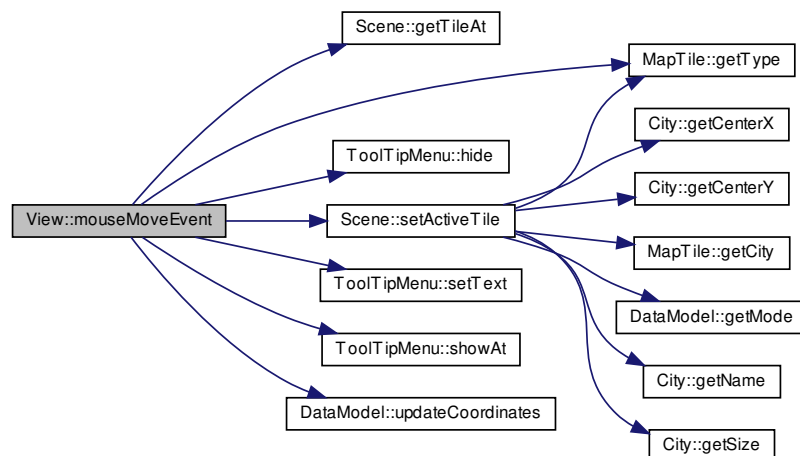 View::mouseMoveEvent
Scene::getTileAt
MapTile::getType
ToolTipMenu::hide
Scene::setActiveTile
ToolTipMenu::setText
ToolTipMenu::showAt
DataModel::updateCoordinates
City::getCenterX
City::getCenterY
MapTile::getCity
DataModel::getMode
City::getName
City::getSize